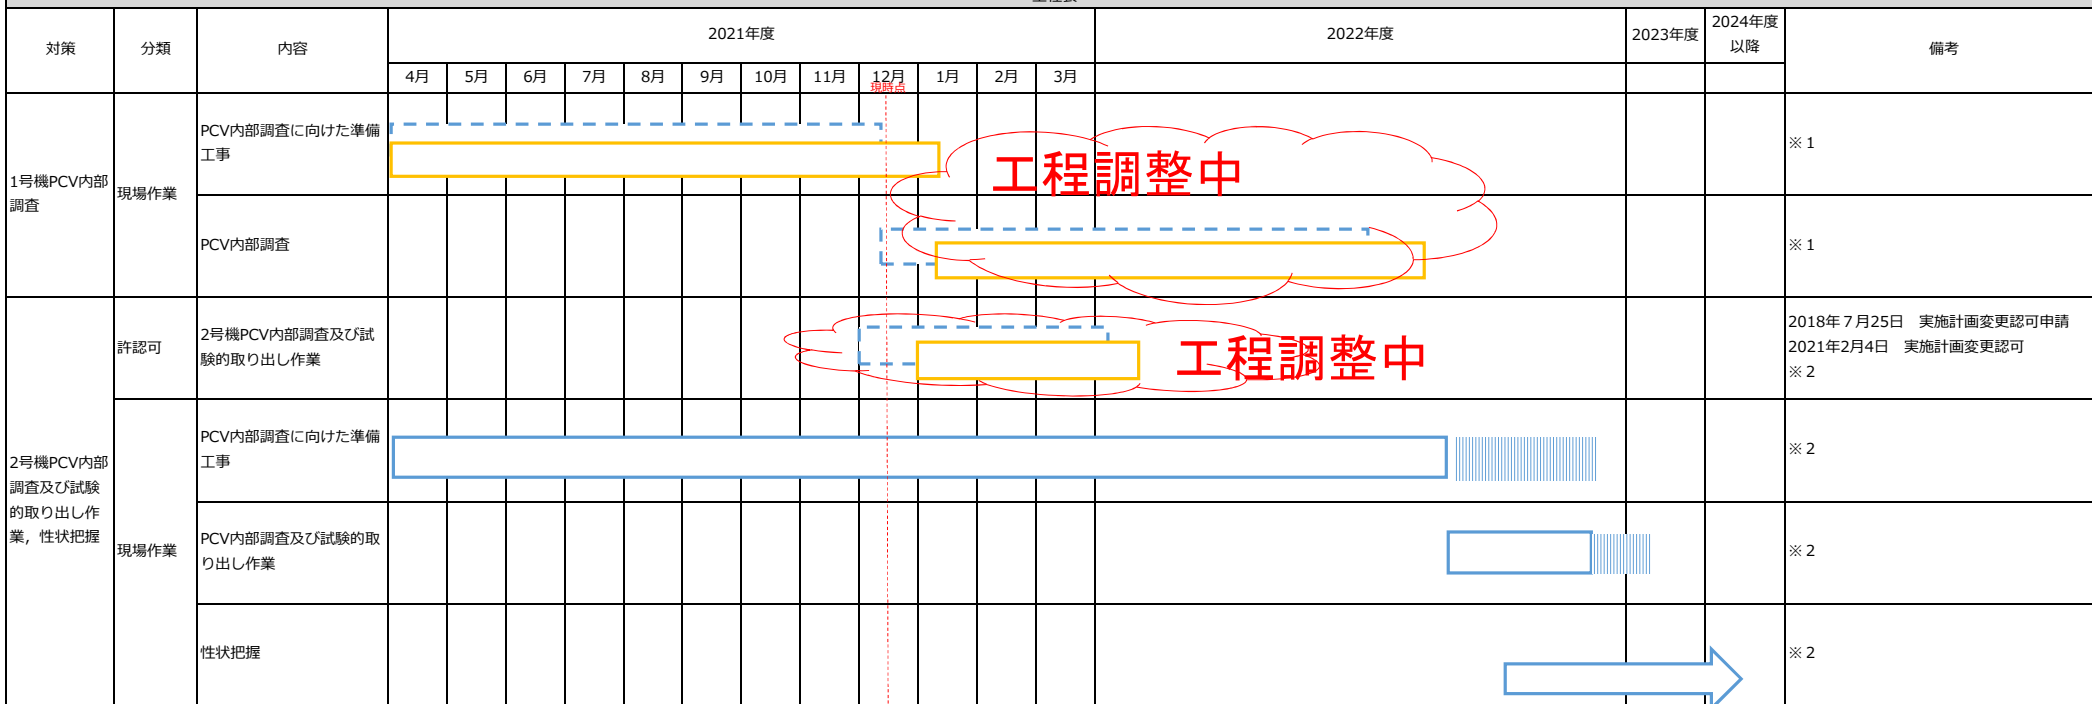 対策
分類
内容
2021年度
2022年度
2023年度
2024年度
以降
備考
4月
5月
6月
7月
8月
9月
10月
11月
12月
1月
2月
3月
現時点
1号機PCV内部
調査
現場作業
PCV内部調査に向けた準備
工事
工程調整中
※1
PCV内部調査
※1
2号機PCV内部
調査及び試験
的取り出し作
業，性状把握
許認可
2号機PCV内部調査及び試
験的取り出し作業
工程調整中
2018年７月25日　実施計画変更認可申請
2021年2月4日　実施計画変更認可
※2
現場作業
PCV内部調査に向けた準備
工事
※2
PCV内部調査及び試験的取
り出し作業
※2
性状把握
※2